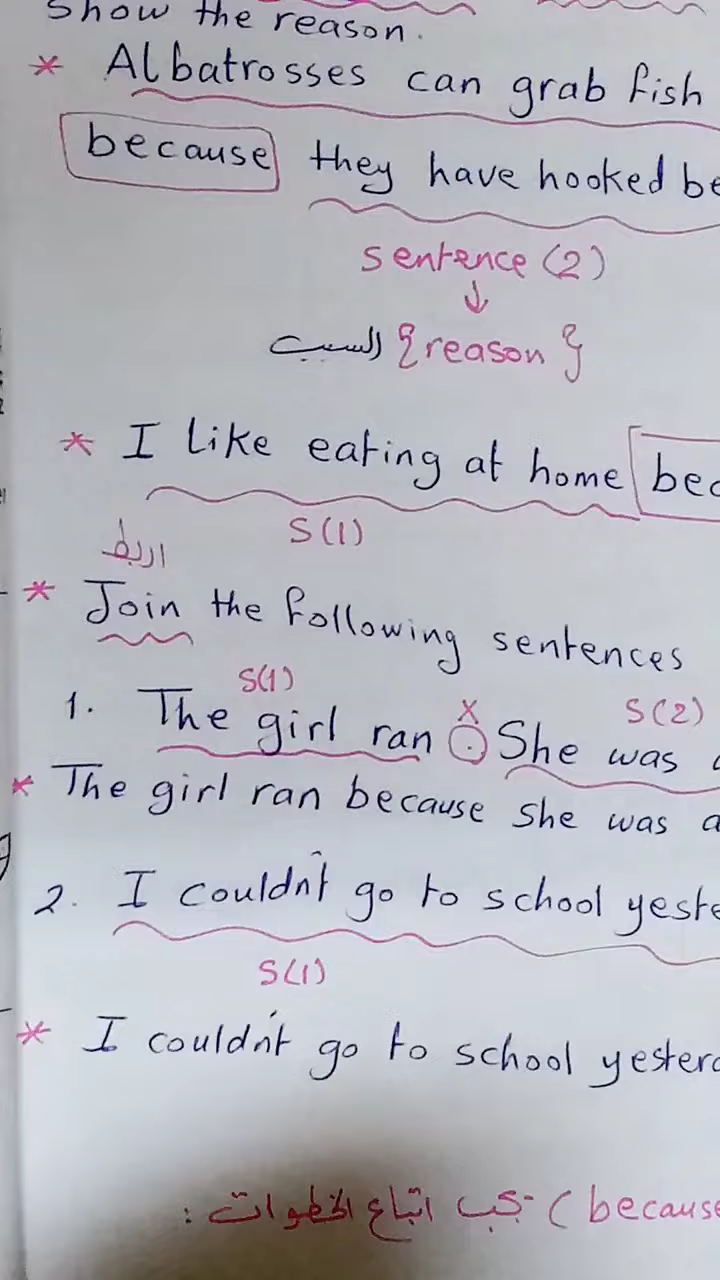 show the reason.
* Albatrosses can grab fish
because they have hooked be
sentence (2)
↓
السبب {reason}
* I like eating at home bec
S(1)
اربط
* Join the following sentences
S(1) x S(2)
1. The girl ran . She was a
* The girl ran because she was a
2. I couldn't go to school yeste
S(1)
* I couldn't go to school yesterd
يجب اتباع الخطوات : (because